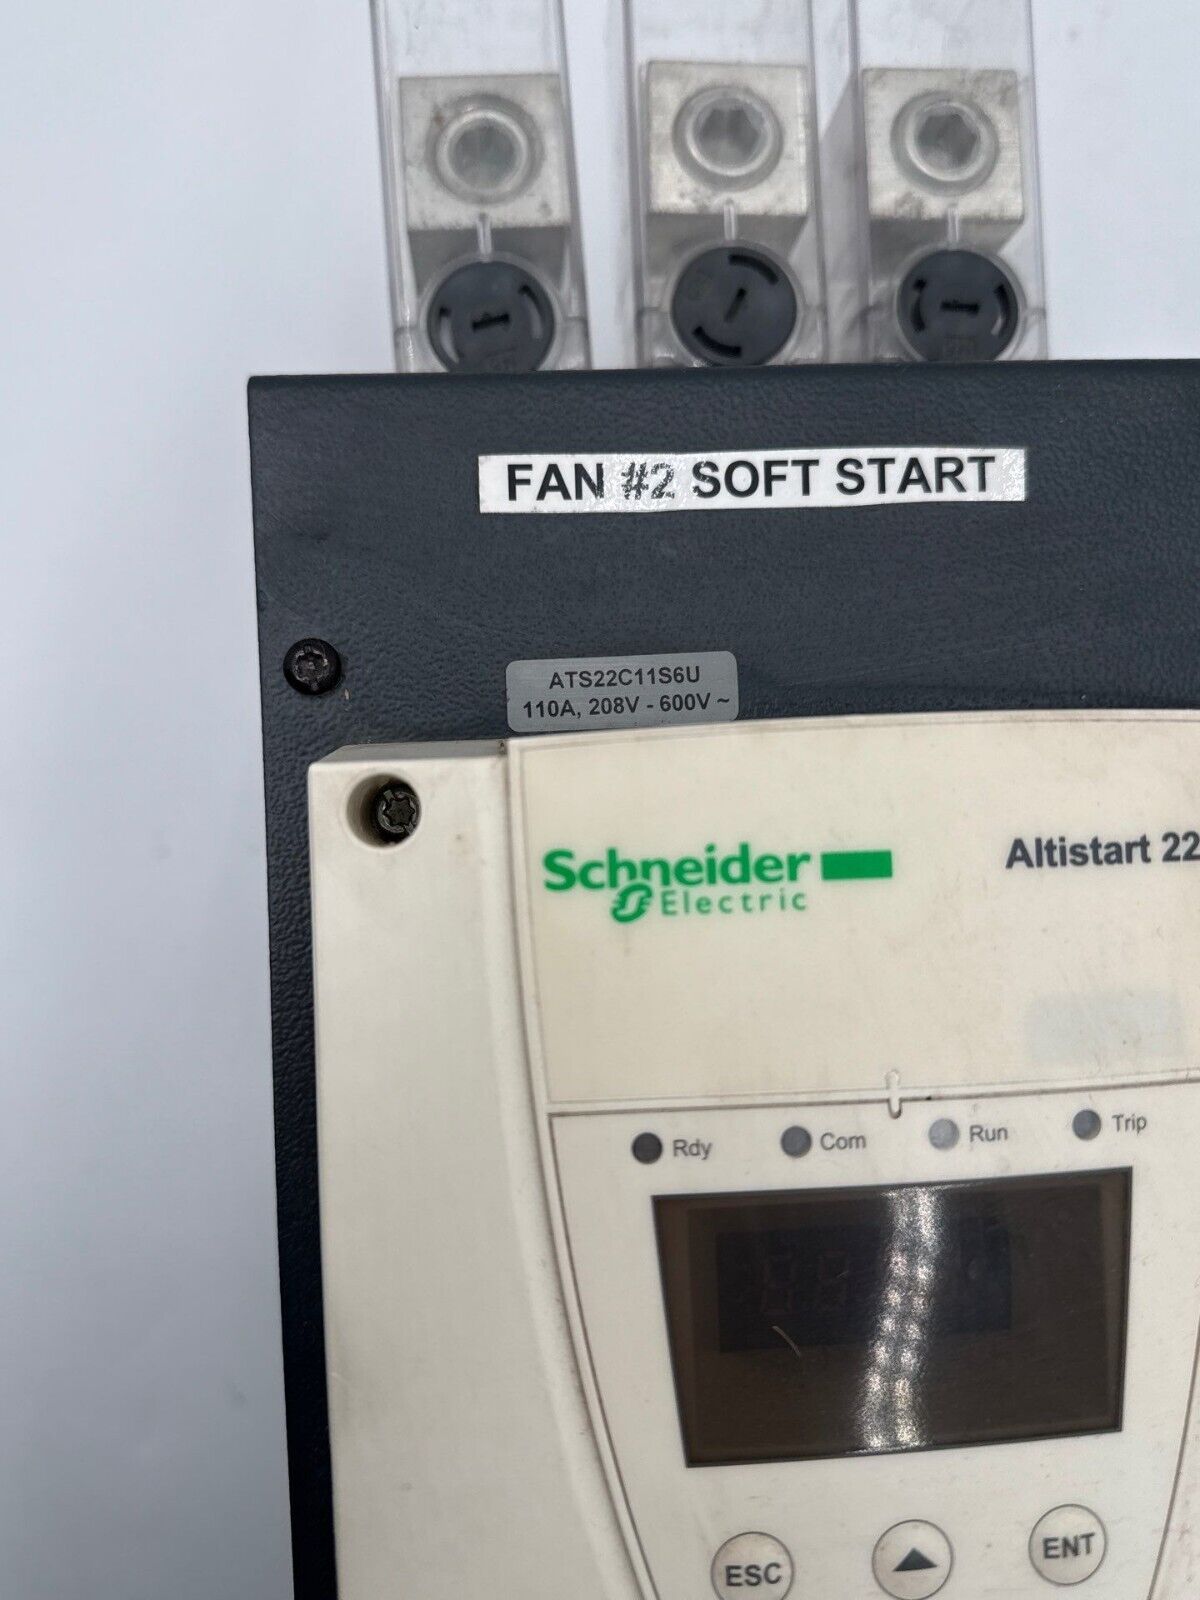 FAN #2 SOFT START
ATS22C11S6U
110A, 208V - 600V ~
Schneider
Electric
Altistart 22
Rdy Com Run Trip
ESC ENT